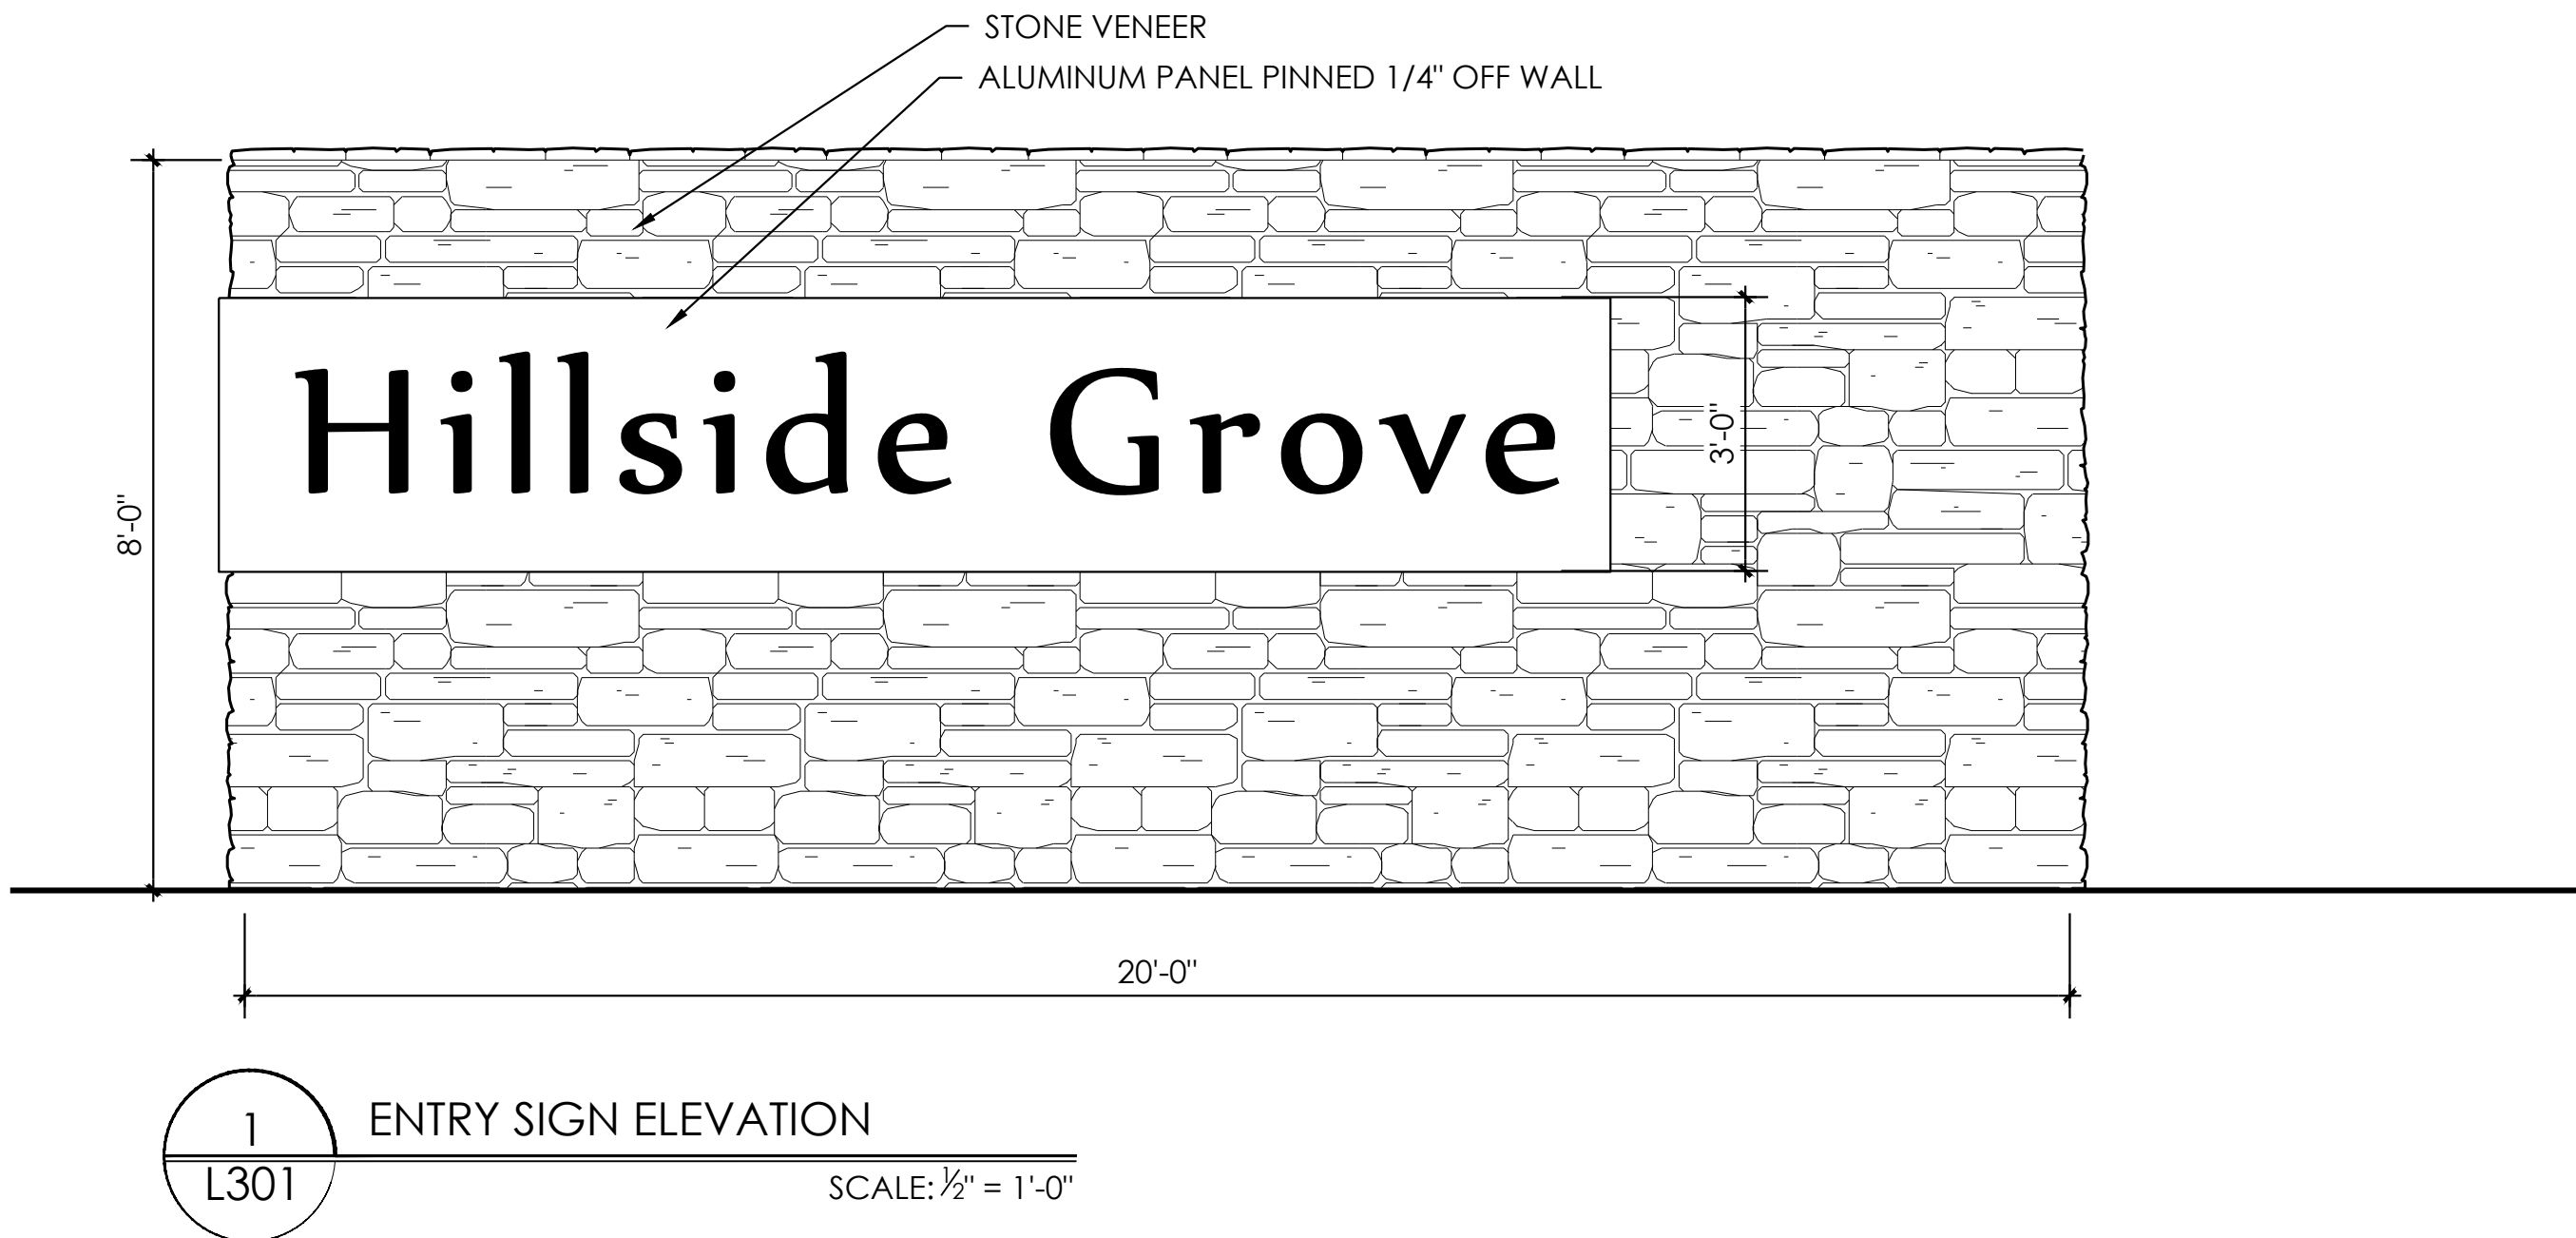 STONE VENEER
ALUMINUM PANEL PINNED 1/4" OFF WALL
Hillside Grove
3'-0"
8'-0"
20'-0"
1
L301
ENTRY SIGN ELEVATION
SCALE: ½" = 1'-0"